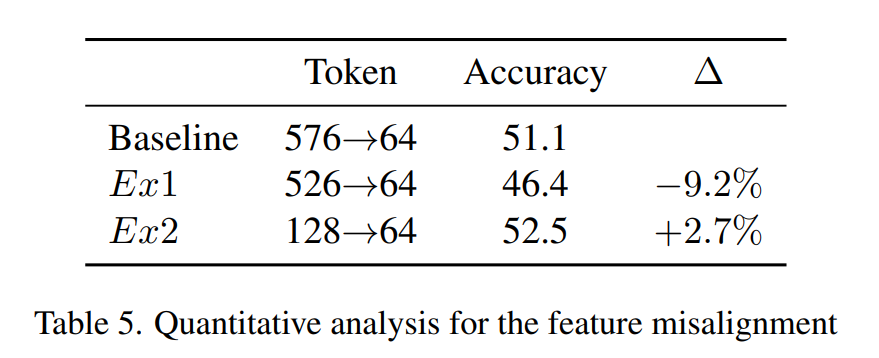 Token Accuracy Δ
Baseline 576→64 51.1
Ex1 526→64 46.4 −9.2%
Ex2 128→64 52.5 +2.7%
Table 5. Quantitative analysis for the feature misalignment